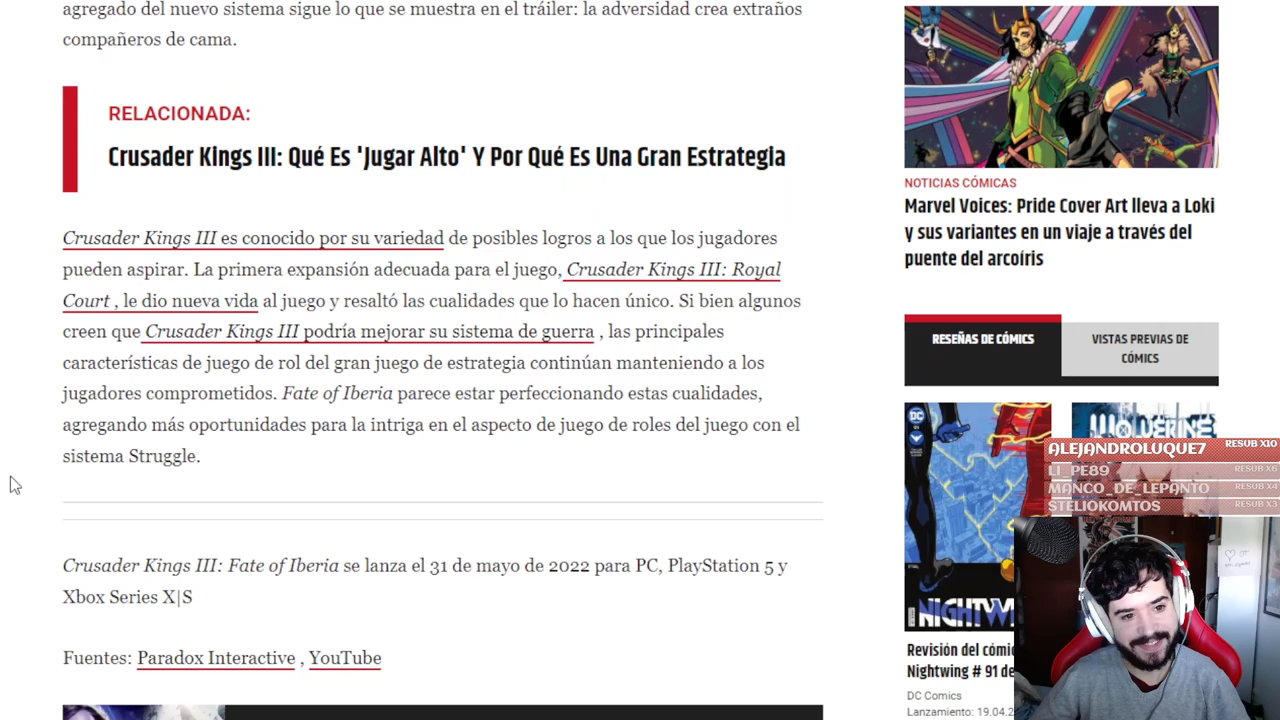 agregado del nuevo sistema sigue lo que se muestra en el tráiler: la adversidad crea extraños
compañeros de cama.
RELACIONADA:
Crusader Kings III: Qué Es 'Jugar Alto' Y Por Qué Es Una Gran Estrategia
Crusader Kings III es conocido por su variedad de posibles logros a los que los jugadores
pueden aspirar. La primera expansión adecuada para el juego, Crusader Kings III: Royal
Court , le dio nueva vida al juego y resaltó las cualidades que lo hacen único. Si bien algunos
creen que Crusader Kings III podría mejorar su sistema de guerra , las principales
características de juego de rol del gran juego de estrategia continúan manteniendo a los
jugadores comprometidos. Fate of Iberia parece estar perfeccionando estas cualidades,
agregando más oportunidades para la intriga en el aspecto de juego de roles del juego con el
sistema Struggle.
Crusader Kings III: Fate of Iberia se lanza el 31 de mayo de 2022 para PC, PlayStation 5 y
Xbox Series X|S
Fuentes: Paradox Interactive , YouTube
NOTICIAS CÓMICAS
Marvel Voices: Pride Cover Art lleva a Loki
y sus variantes en un viaje a través del
puente del arcoíris
RESEÑAS DE CÓMICS
VISTAS PREVIAS DE
CÓMICS
DC
WOLVERINE
ALEJANDROLUQUE7 RESUB X10
LI_PE89 RESUB X6
MANCO_DE_LEPANTO RESUB X4
STELIOKOMTOS RESUB X3
NIGHTW
Revisión del cómi
Nightwing # 91 de
DC Comics
Lanzamiento: 19.04.2